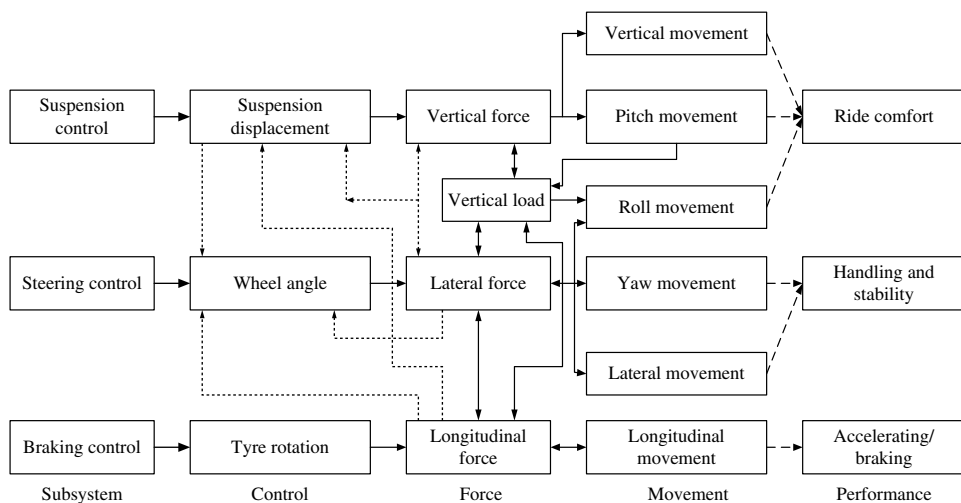 Vertical movement
Suspension
control
Suspension
displacement
Vertical force
Pitch movement
Ride comfort
Vertical load
Roll movement
Steering control
Wheel angle
Lateral force
Yaw movement
Handling and
stability
Lateral movement
Braking control
Tyre rotation
Longitudinal
force
Longitudinal
movement
Accelerating/
braking
Subsystem
Control
Force
Movement
Performance